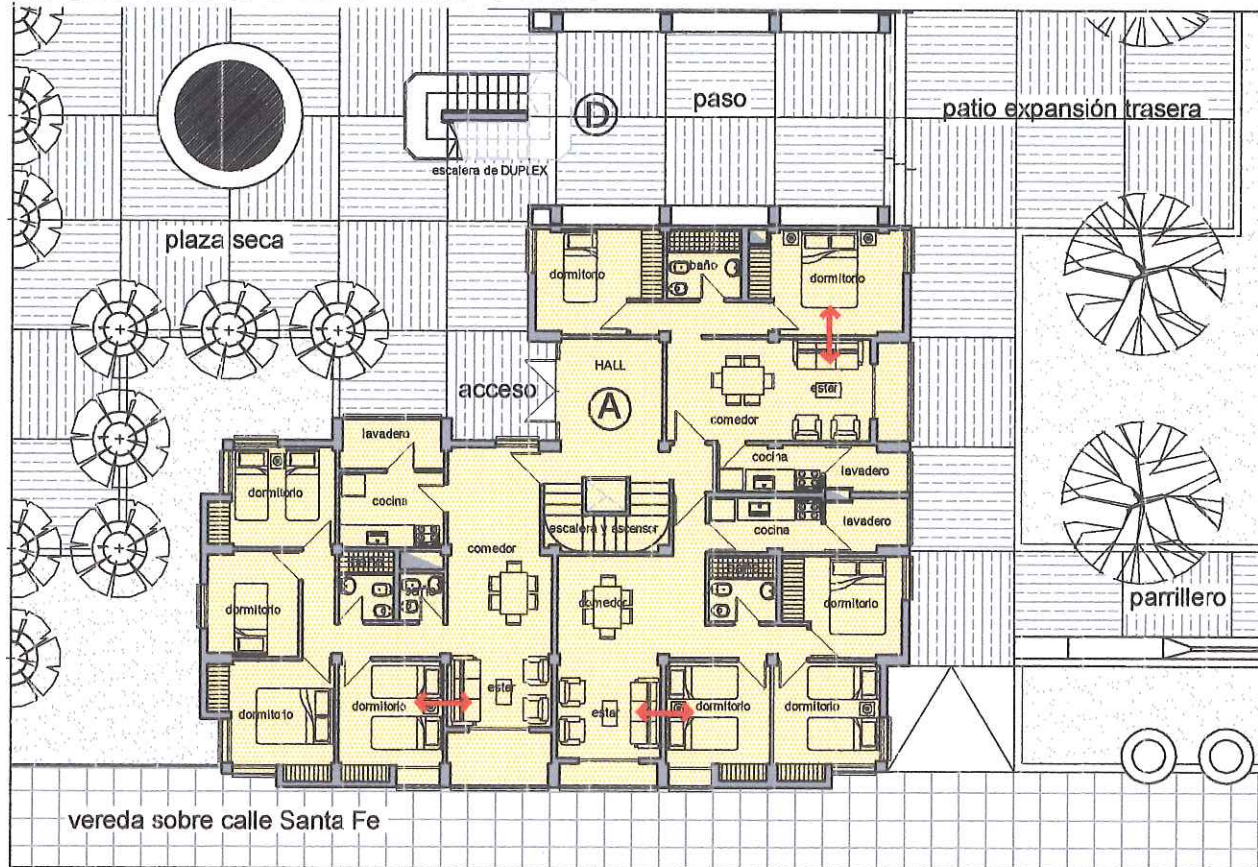 paso
D
patio expansión trasera
escalera de DUPLEX
plaza seca
dormitorio
baño
dormitorio
HALL
acceso
A
estar
comedor
lavadero
cocina
lavadero
dormitorio
cocina
lavadero
escalera y ascensor
cocina
comedor
dormitorio
comedor
dormitorio
parrillero
dormitorio
dormitorio
estar
estar
dormitorio
dormitorio
vereda sobre calle Santa Fe